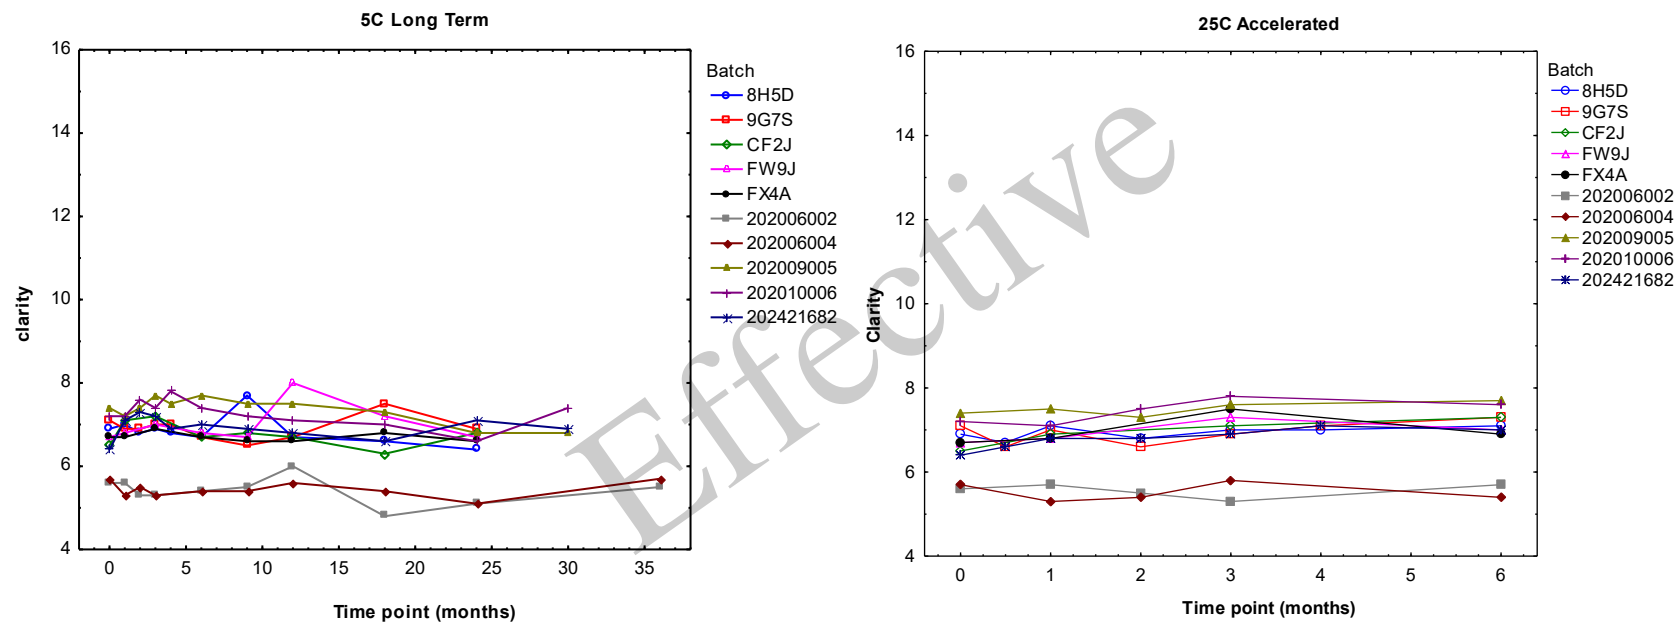 5C Long Term
16
14
12
10
8
6
4
clarity
0 5 10 15 20 25 30 35
Time point (months)
Batch
8H5D
9G7S
CF2J
FW9J
FX4A
202006002
202006004
202009005
202010006
202421682
25C Accelerated
16
14
12
10
8
6
4
Clarity
0 1 2 3 4 5 6
Time point (months)
Batch
8H5D
9G7S
CF2J
FW9J
FX4A
202006002
202006004
202009005
202010006
202421682
Effective